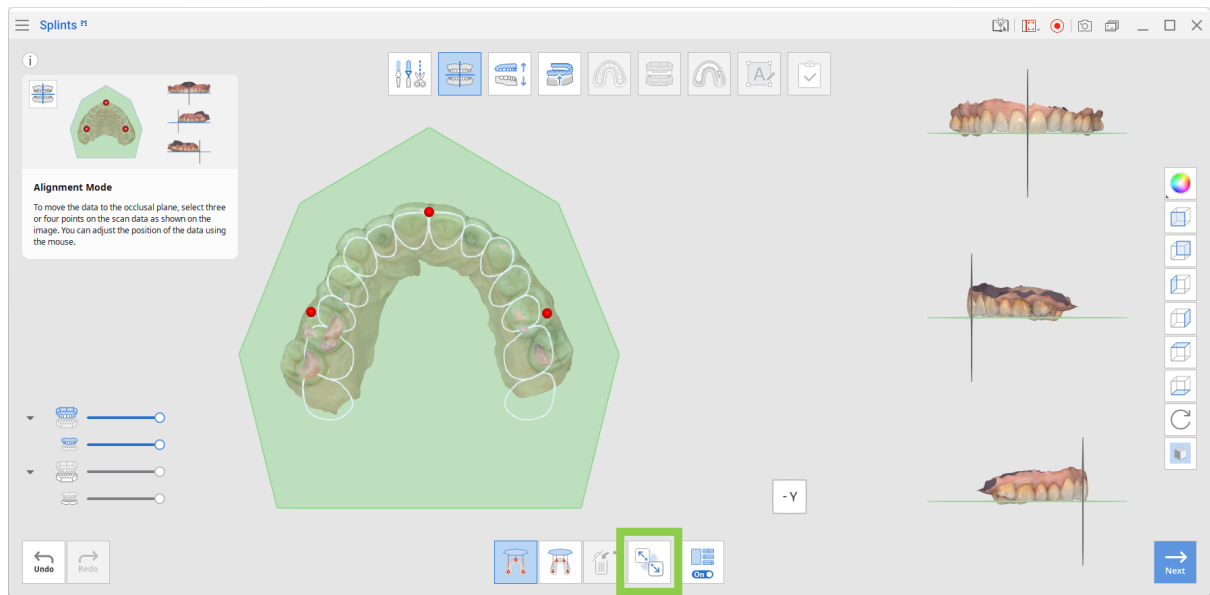 Splints
i
Alignment Mode
To move the data to the occlusal plane, select three
or four points on the scan data as shown on the
image. You can adjust the position of the data using
the mouse.
A
- Y
Undo
Redo
On
Next